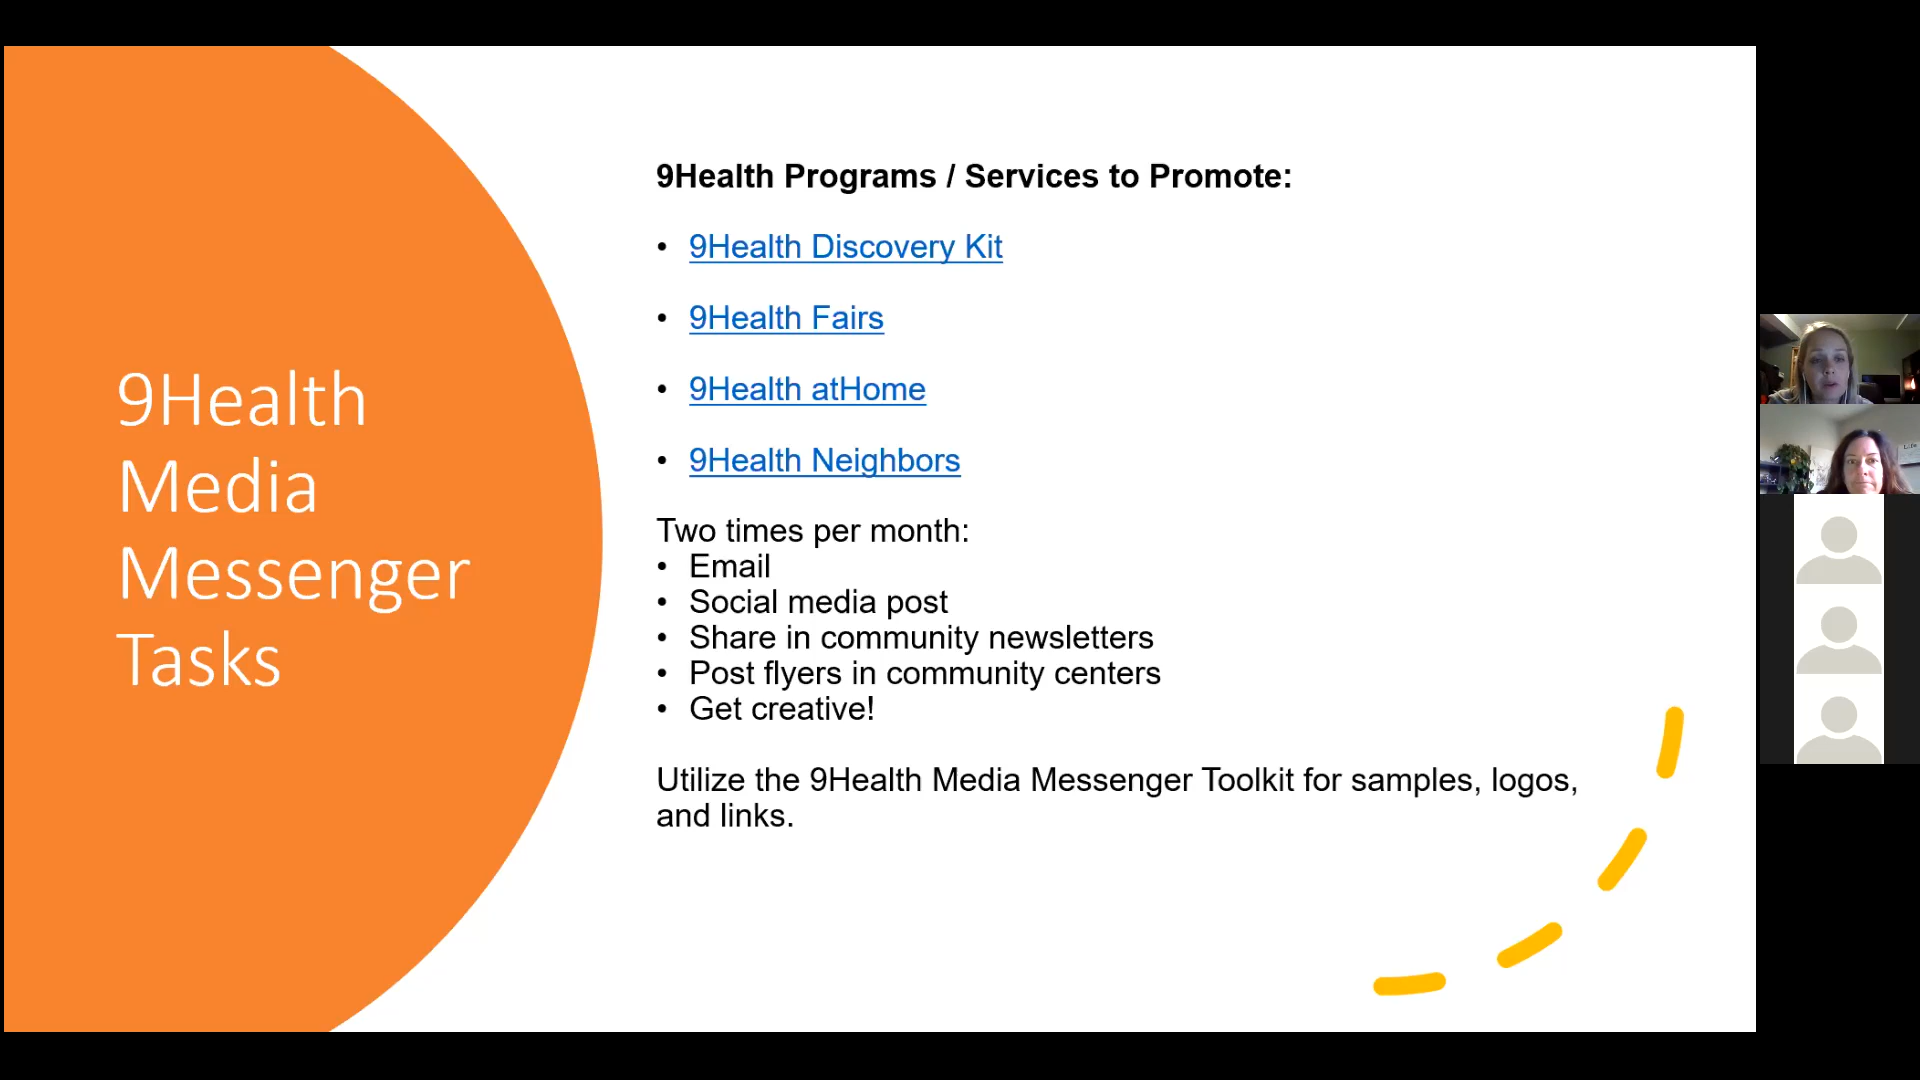 9Health
Media
Messenger
Tasks
9Health Programs / Services to Promote:
• 9Health Discovery Kit
• 9Health Fairs
• 9Health atHome
• 9Health Neighbors
Two times per month:
• Email
• Social media post
• Share in community newsletters
• Post flyers in community centers
• Get creative!
Utilize the 9Health Media Messenger Toolkit for samples, logos,
and links.